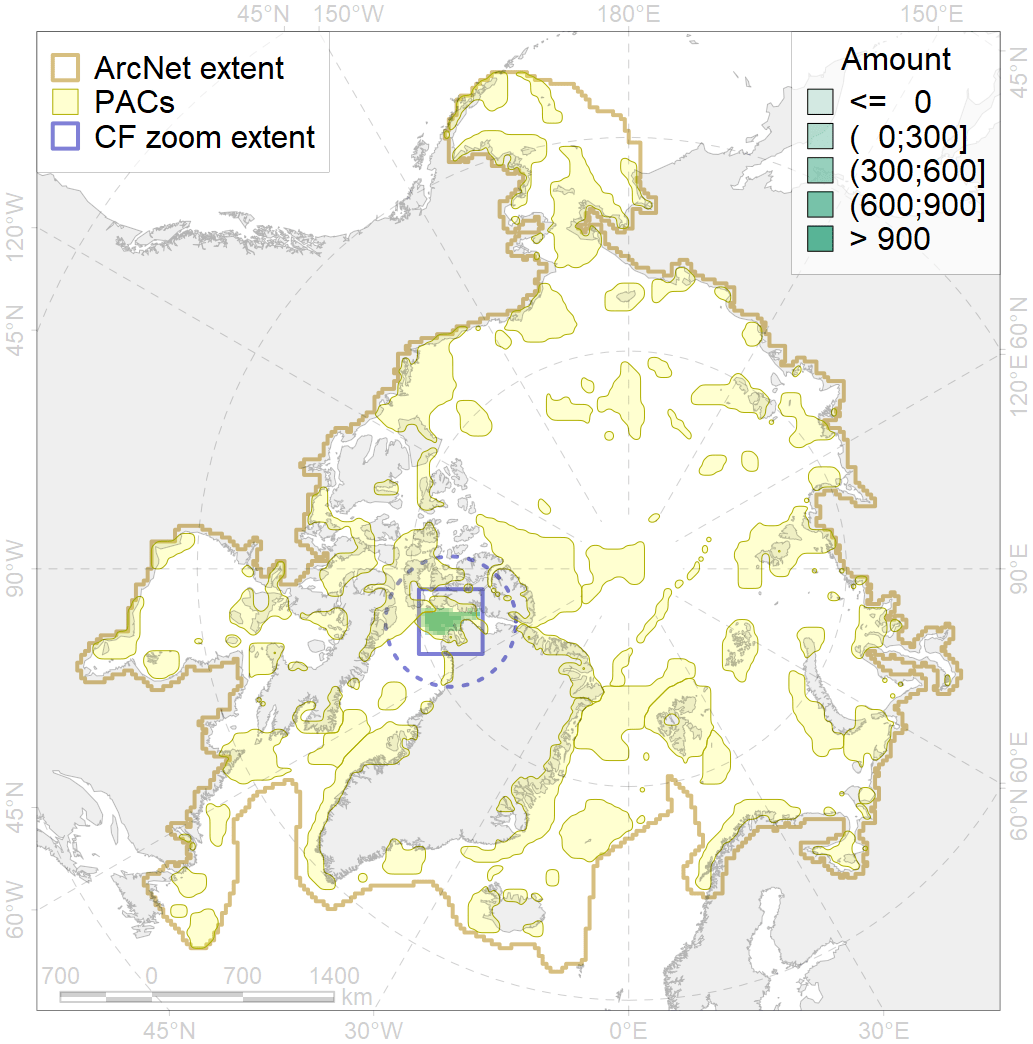 45°N 150°W 180°E 150°E
ArcNet extent
PACs
CF zoom extent
Amount
<= 0
( 0;300]
(300;600]
(600;900]
> 900
45°N
120°W
45°N
90°W
45°N
60°W
60°N
120°E
90°E
60°E
60°N
700 0 700 1400
km
45°N 30°W 0°E 30°E